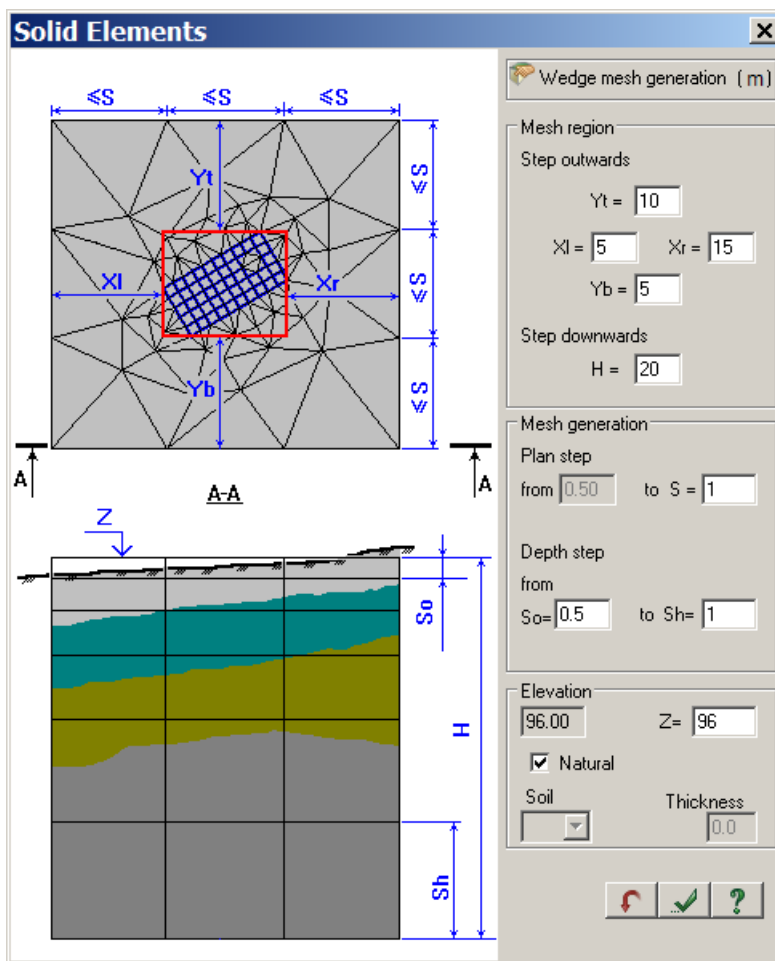 Solid Elements
Wedge mesh generation (m)
≤S ≤S ≤S
Yt
≤S
Xl
Xr
≤S
Yb
≤S
A A
A-A
Z
So
H
Sh
Mesh region
Step outwards
Yt = 10
Xl = 5 Xr = 15
Yb = 5
Step downwards
H = 20
Mesh generation
Plan step
from 0.50 to S = 1
Depth step
from
So= 0.5 to Sh= 1
Elevation
96.00 Z= 96
Natural
Soil Thickness
0.0
?